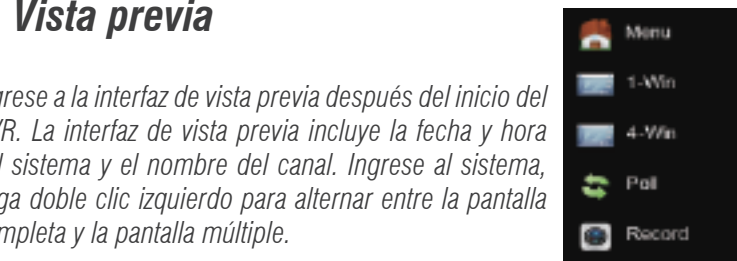 Vista previa
grese a la interfaz de vista previa después del inicio del
/R. La interfaz de vista previa incluye la fecha y hora
l sistema y el nombre del canal. Ingrese al sistema,
ga doble clic izquierdo para alternar entre la pantalla
mpleta y la pantalla múltiple.
Menu
1-Win
4-Win
Poll
Record